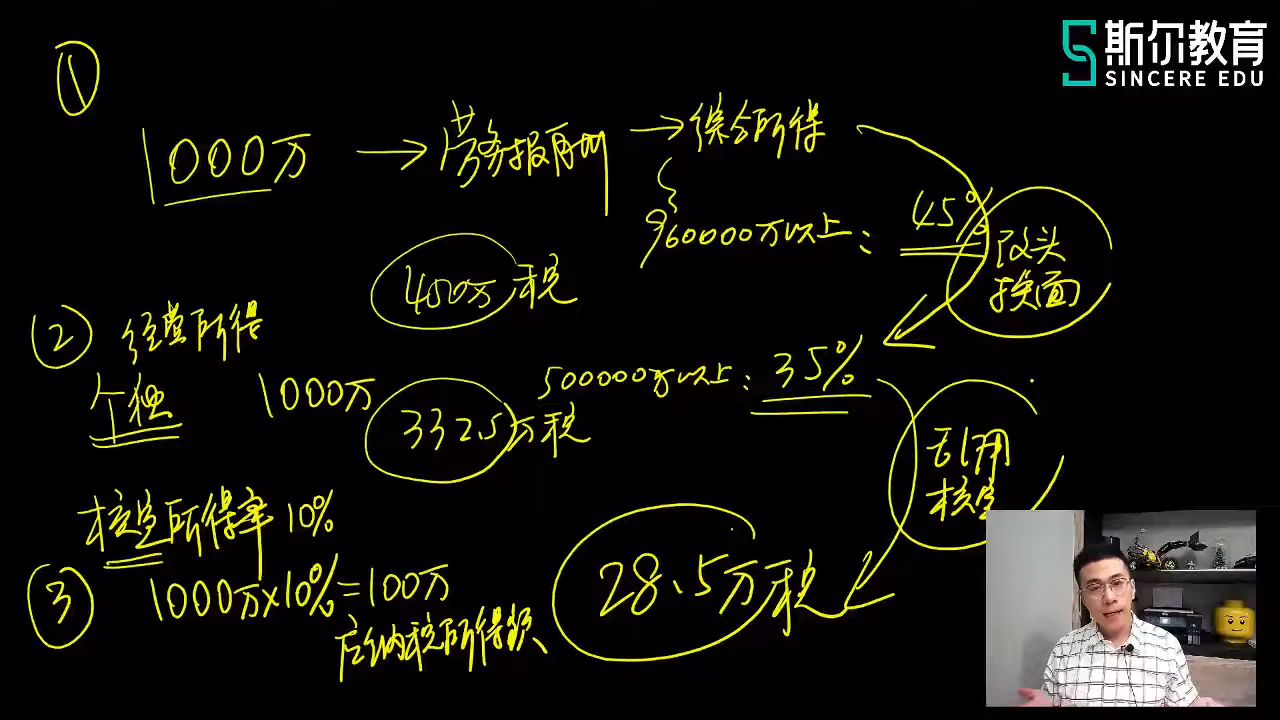 斯尔教育
SINCERE EDU
①
1000万 → 劳务报酬 → 综合所得
960000万以上: 45%
改头
换面
450万税
② 经营所得
个独 1000万
500000万以上: 35%
332.5万税
乱用
核定
核定所得率 10%
③ 1000万×10%=100万
应纳税所得额
28.5万税